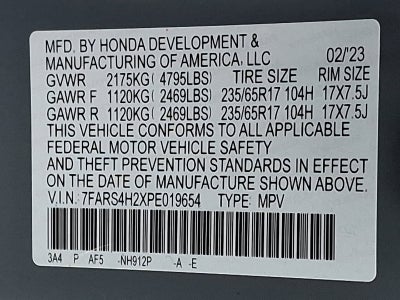 MFD. BY HONDA DEVELOPMENT &
MANUFACTURING OF AMERICA, LLC 02/'23
GVWR 2175KG( 4795LBS) TIRE SIZE RIM SIZE
GAWR F 1120KG( 2469LBS) 235/65R17 104H 17X7.5J
GAWR R 1120KG( 2469LBS) 235/65R17 104H 17X7.5J
THIS VEHICLE CONFORMS TO ALL APPLICABLE
FEDERAL MOTOR VEHICLE SAFETY
AND THEFT PREVENTION STANDARDS IN EFFECT
ON THE DATE OF MANUFACTURE SHOWN ABOVE.
V.I.N.: 7FARS4H2XPE019654 TYPE: MPV
3A4 P AF5 -NH912P -A -E